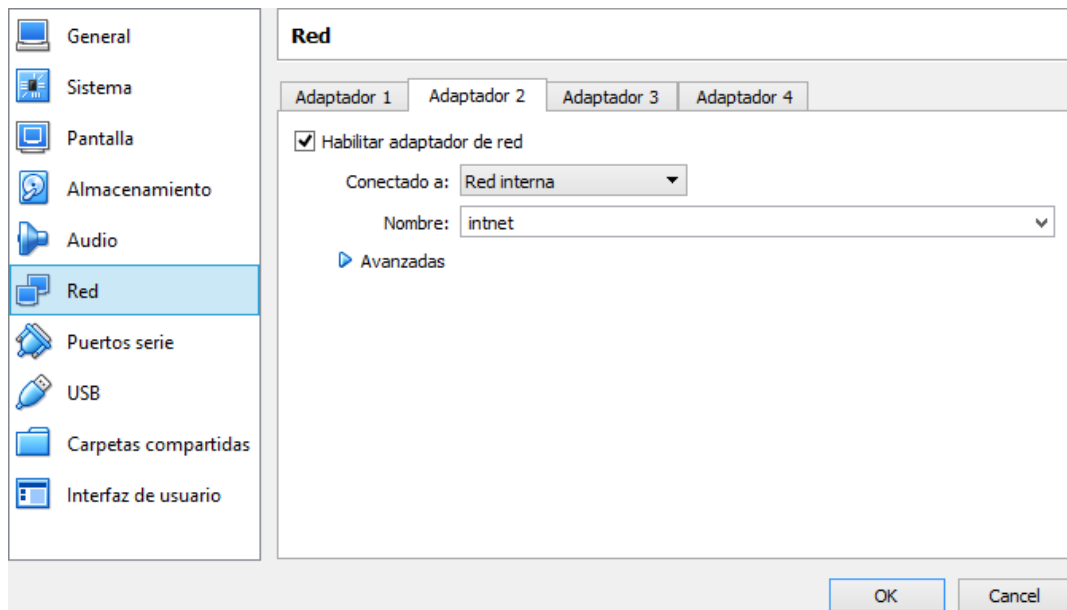 General
Sistema
Pantalla
Almacenamiento
Audio
Red
Puertos serie
USB
Carpetas compartidas
Interfaz de usuario
Red
Adaptador 1 Adaptador 2 Adaptador 3 Adaptador 4
Habilitar adaptador de red
Conectado a: Red interna
Nombre: intnet
Avanzadas
OK Cancel